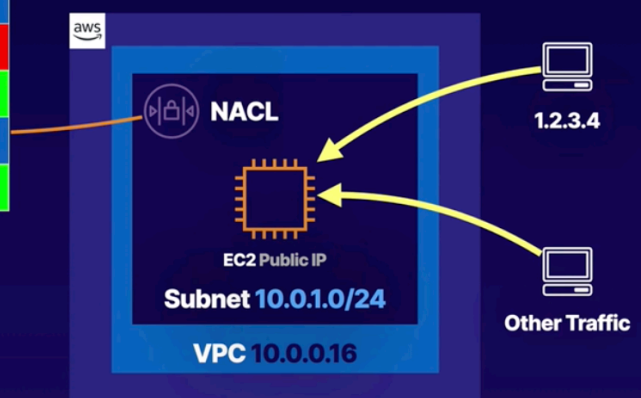 aws
NACL
1.2.3.4
EC2 Public IP
Subnet 10.0.1.0/24
Other Traffic
VPC 10.0.0.16